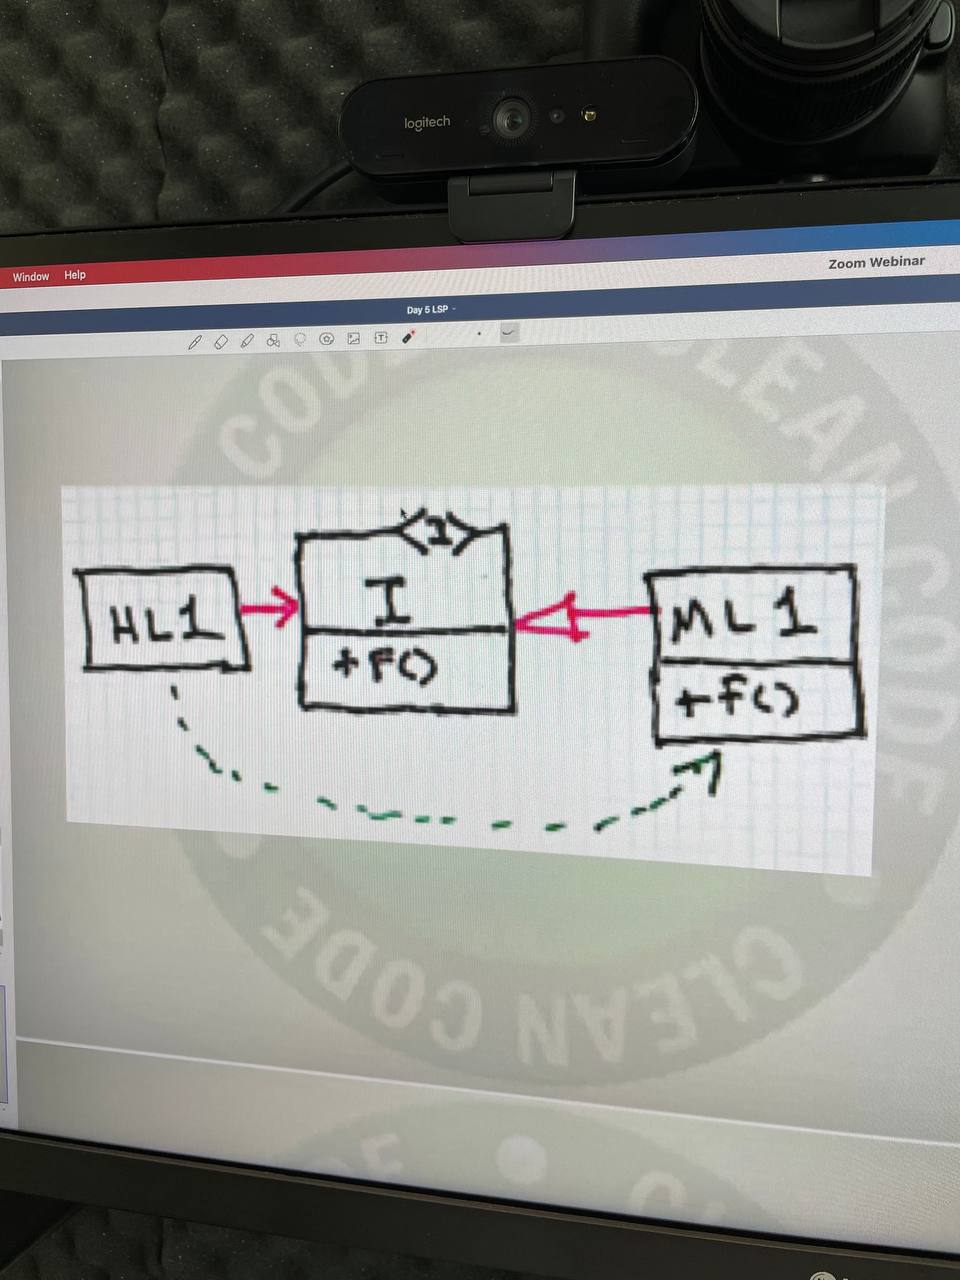 logitech
Window Help
Zoom Webinar
Day 5 LSP
CODE
CLEAN
CODE
<I>
HL1
I
+F()
ML1
+f()
CLEAN CODE